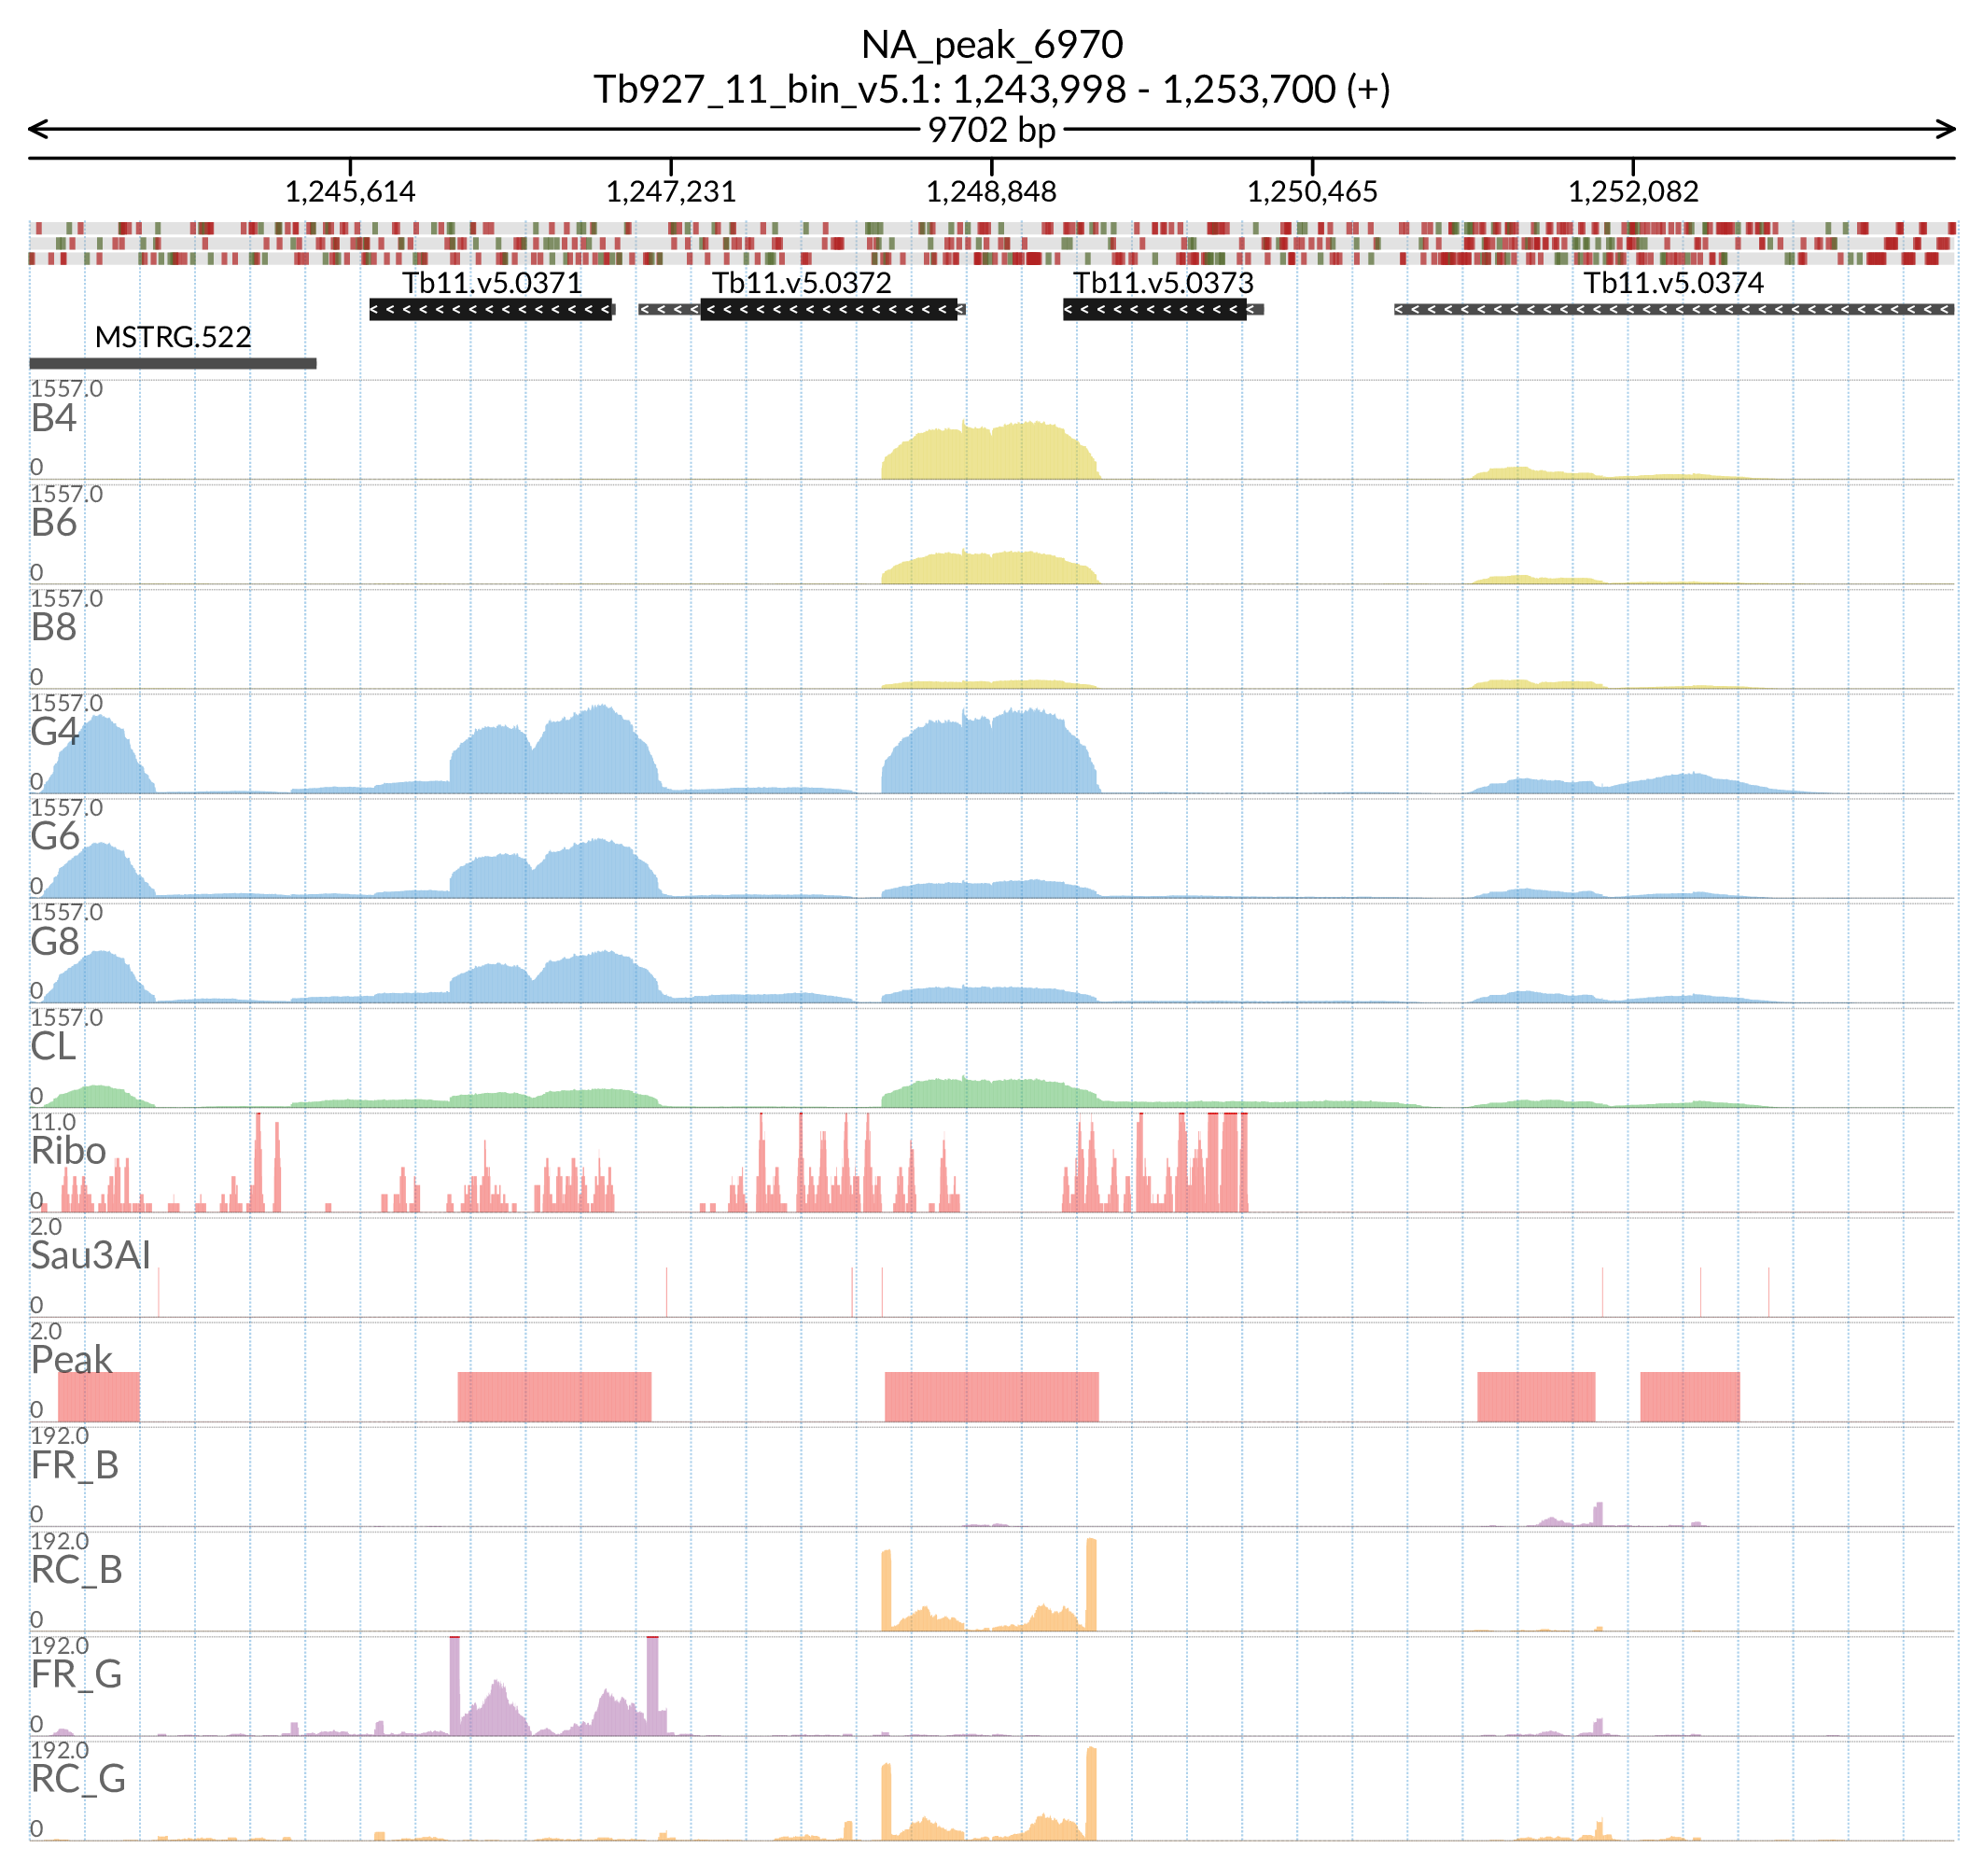 NA_peak_6970
Tb927_11_bin_v5.1: 1,243,998 - 1,253,700 (+)
9702 bp
1,245,614 1,247,231 1,248,848 1,250,465 1,252,082
Tb11.v5.0371 Tb11.v5.0372 Tb11.v5.0373 Tb11.v5.0374
MSTRG.522
1557.0
B4
0
1557.0
B6
0
1557.0
B8
0
1557.0
G4
0
1557.0
G6
0
1557.0
G8
0
1557.0
CL
0
11.0
Ribo
0
2.0
Sau3AI
0
2.0
Peak
0
192.0
FR_B
0
192.0
RC_B
0
192.0
FR_G
0
192.0
RC_G
0